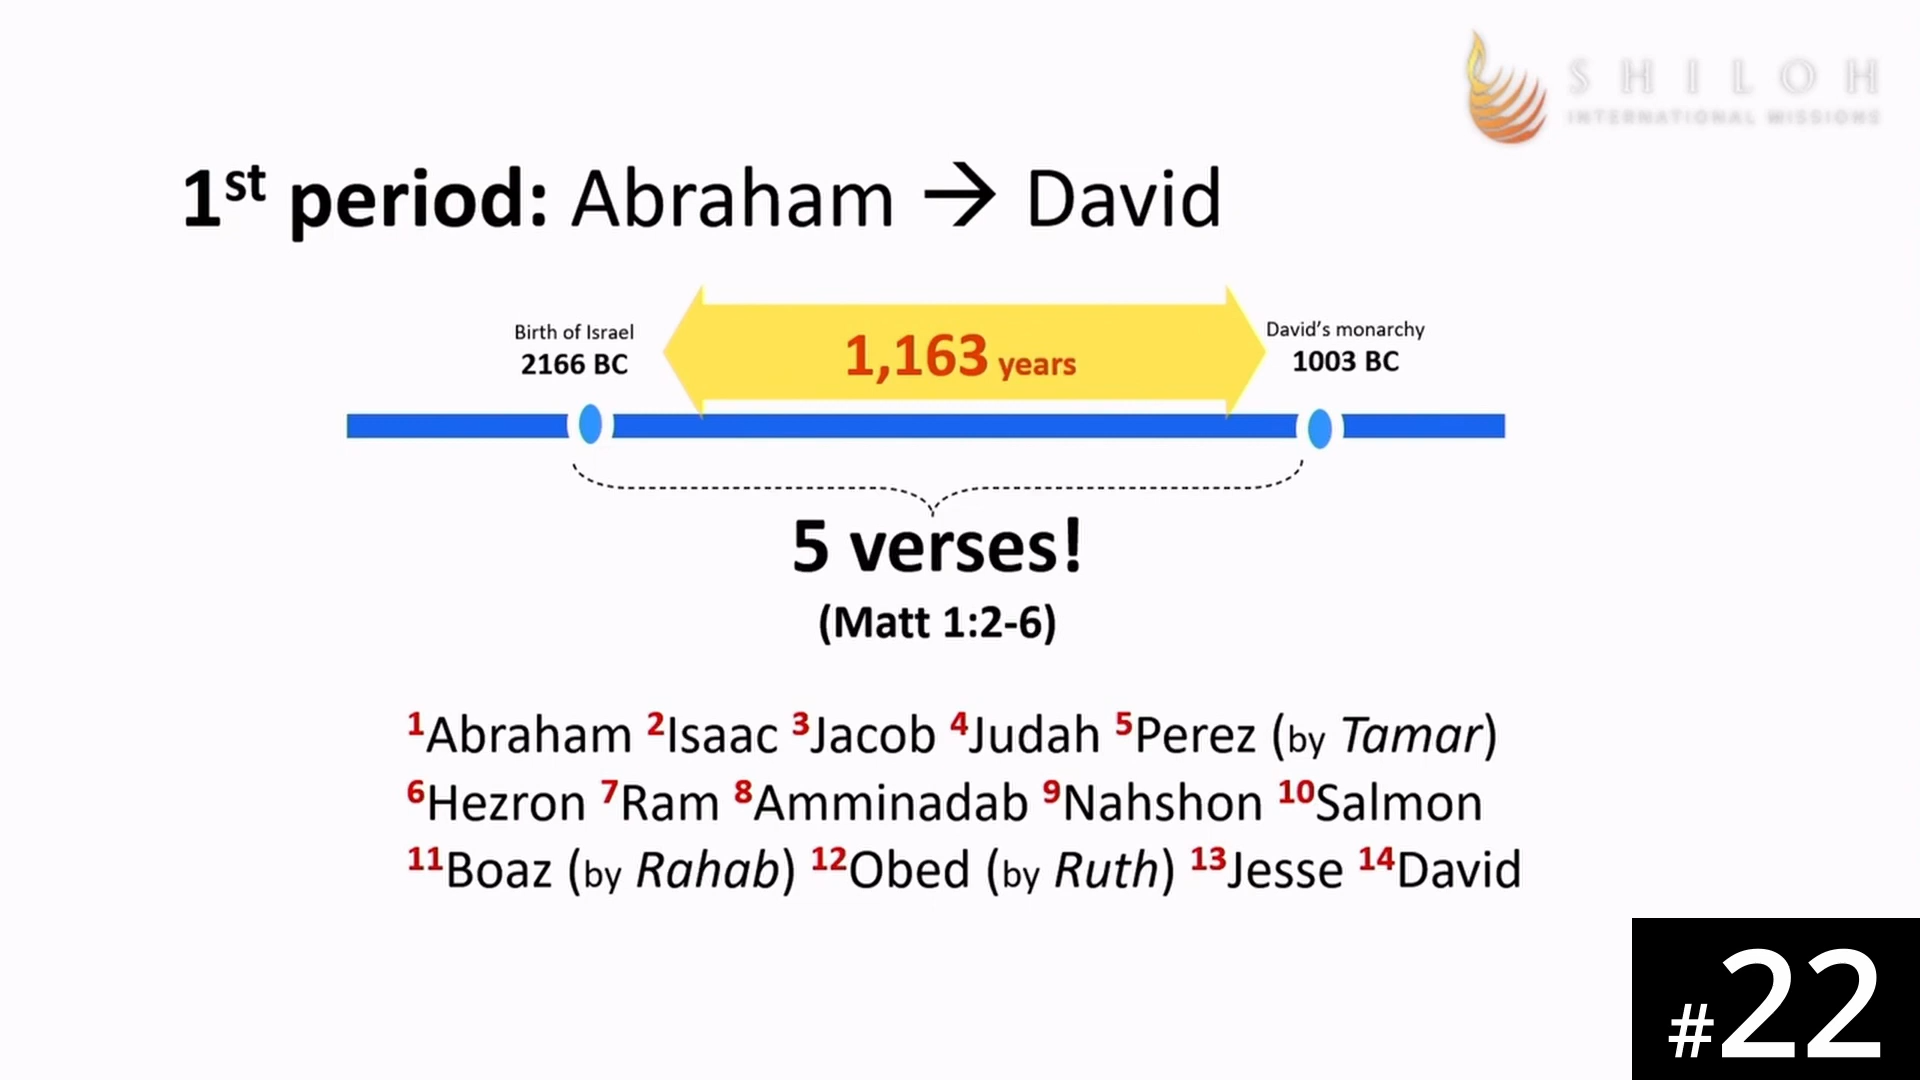 SHILOH
INTERNATIONAL MISSIONS
1st period: Abraham → David
Birth of Israel
2166 BC
1,163 years
David's monarchy
1003 BC
5 verses!
(Matt 1:2-6)
1Abraham 2Isaac 3Jacob 4Judah 5Perez (by Tamar)
6Hezron 7Ram 8Amminadab 9Nahshon 10Salmon
11Boaz (by Rahab) 12Obed (by Ruth) 13Jesse 14David
#22